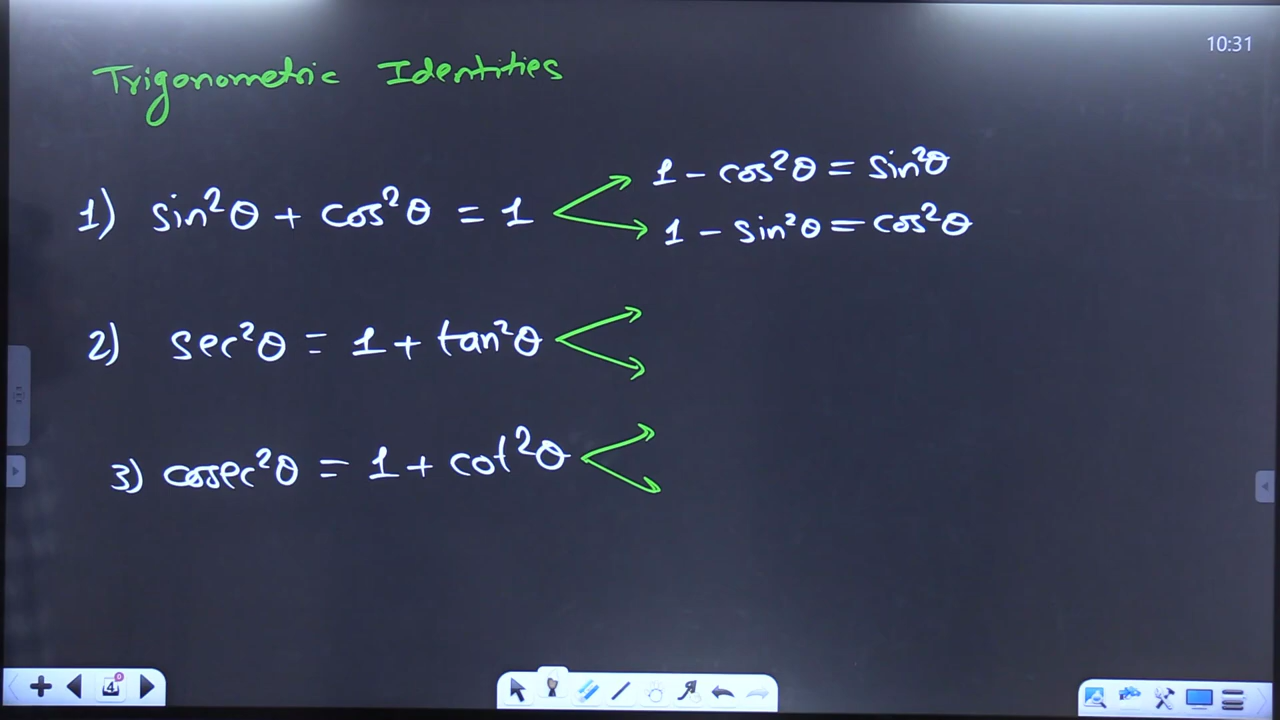 10:31
Trigonometric Identities
1) sin²θ + cos²θ = 1
1 - cos²θ = sin²θ
1 - sin²θ = cos²θ
2) sec²θ = 1 + tan²θ
3) cosec²θ = 1 + cot²θ
4
0